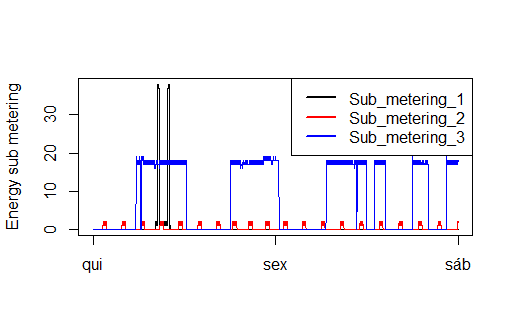 Energy sub metering
30
20
10
0
Sub_metering_1
Sub_metering_2
Sub_metering_3
qui
sex
sáb